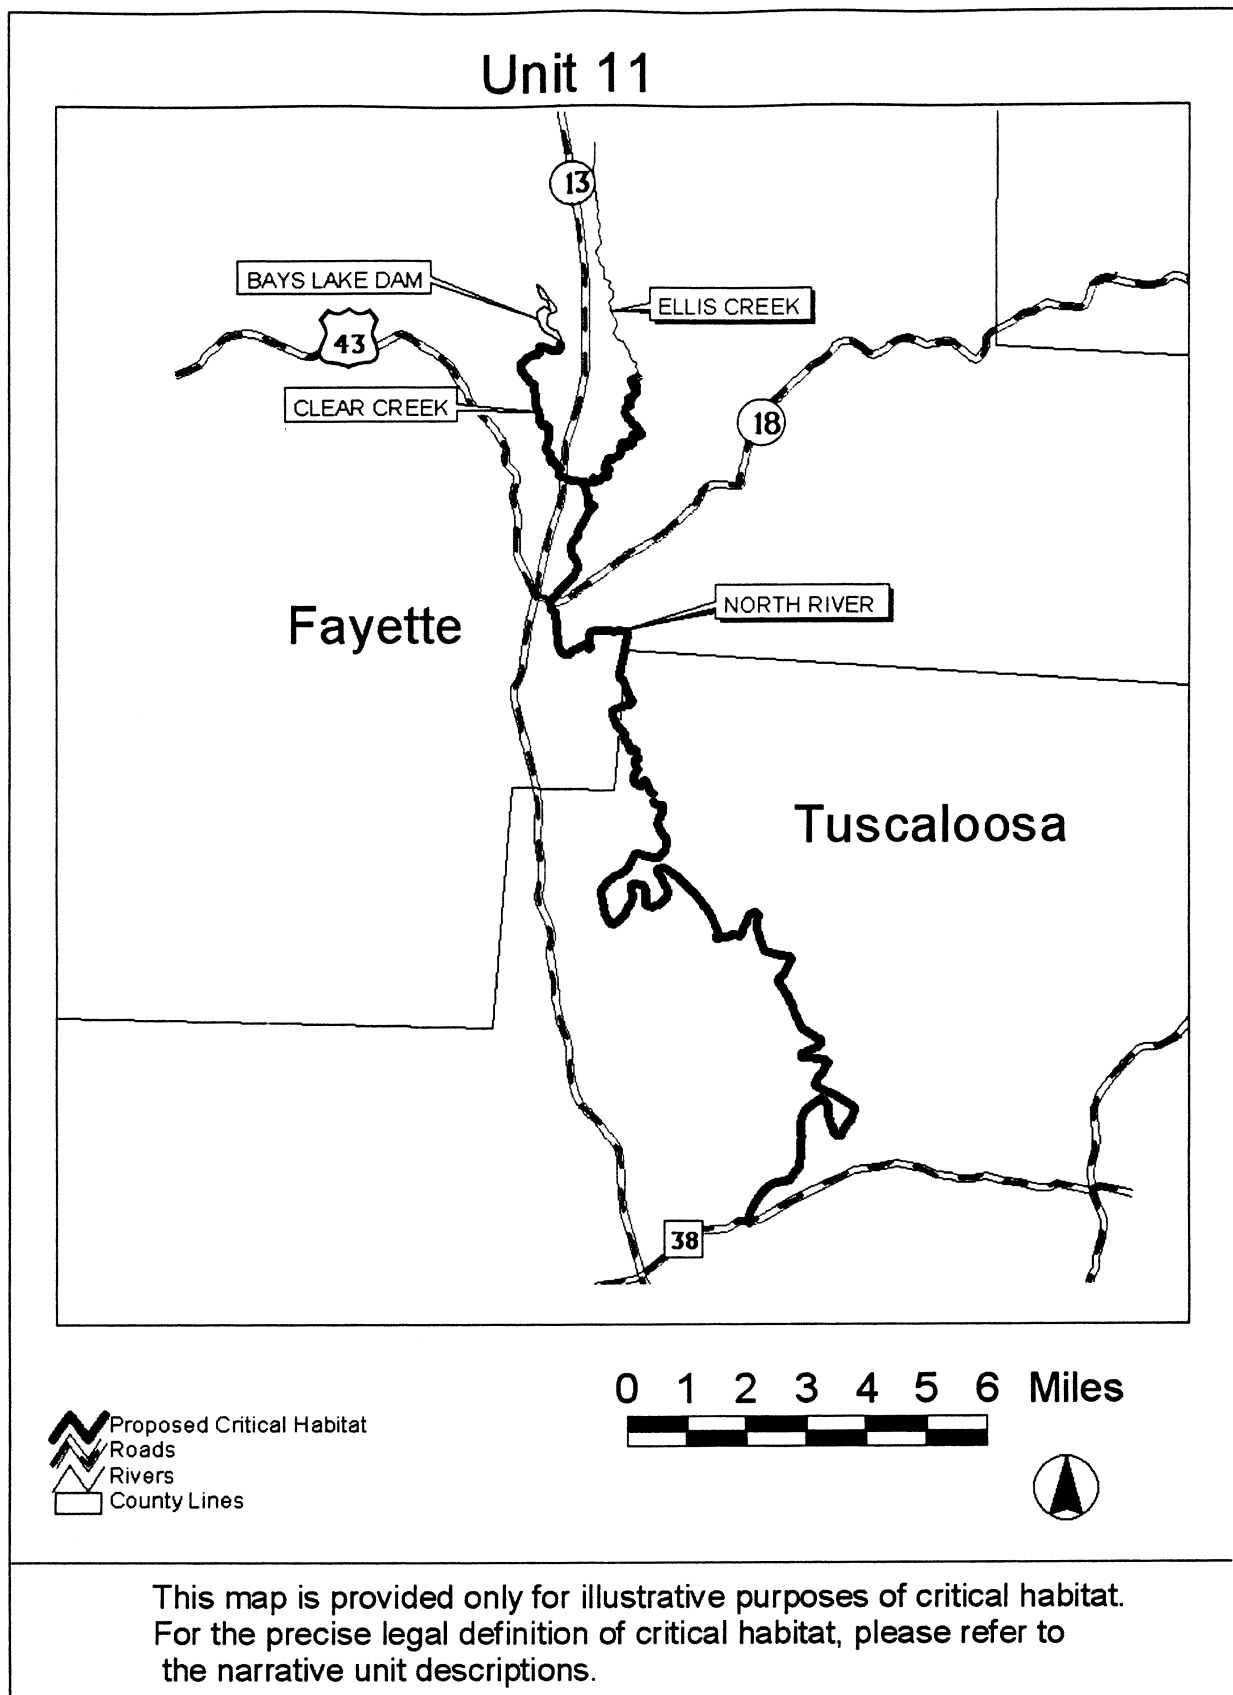 Unit 11
13
BAYS LAKE DAM
ELLIS CREEK
43
CLEAR CREEK
18
NORTH RIVER
Fayette
Tuscaloosa
38
0 1 2 3 4 5 6 Miles
Proposed Critical Habitat
Roads
Rivers
County Lines
This map is provided only for illustrative purposes of critical habitat.
For the precise legal definition of critical habitat, please refer to
the narrative unit descriptions.